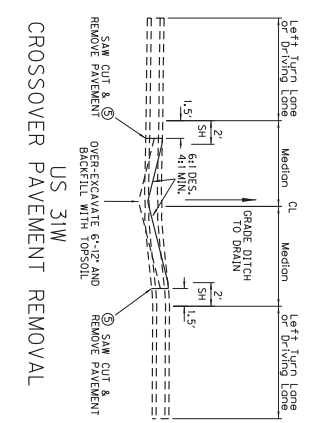 Left Turn
or Driving Lane
Median
CL
Median
Left Turn
or Driving Lane
1.5'
2'
SH
2'
SH
1.5'
GRADE DITCH
TO DRAIN
6:1 DES.
4:1 MIN.
SAW CUT &
REMOVE PAVEMENT
5
OVER-EXCAVATE 6"-12" AND
BACKFILL WITH TOPSOIL
5 SAW CUT &
REMOVE PAVEMENT
US 31W
CROSSOVER PAVEMENT REMOVAL